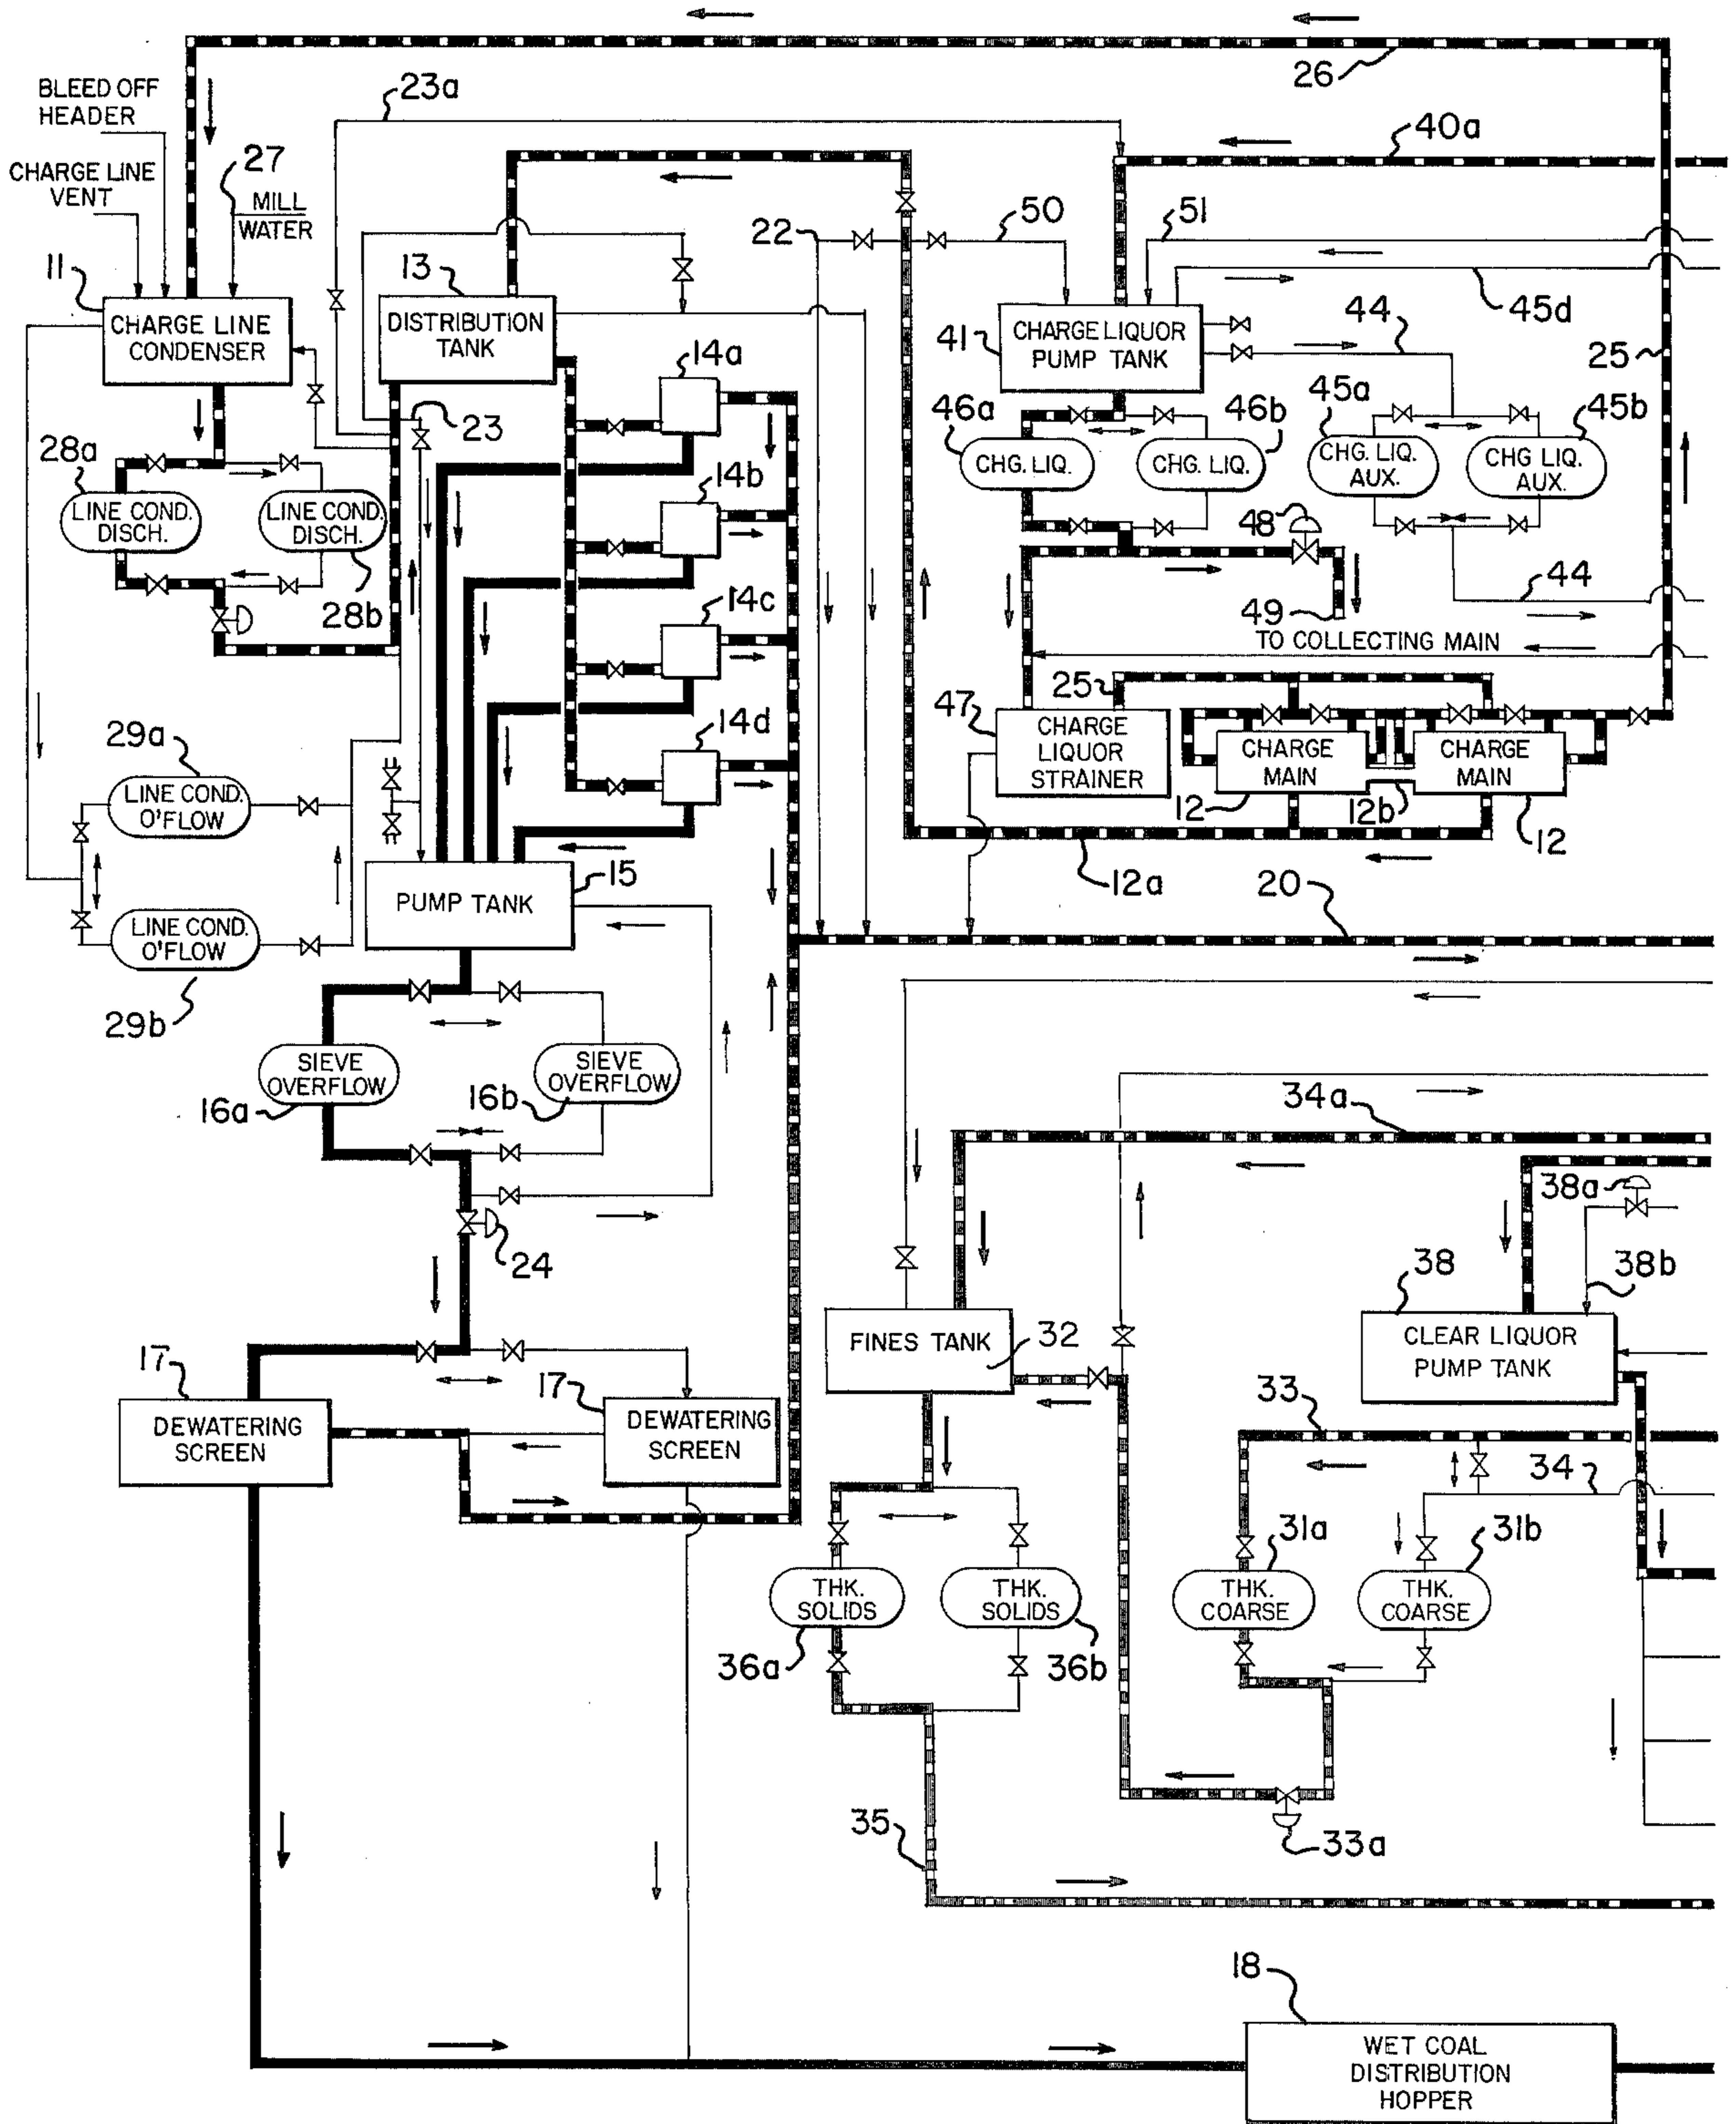 26
BLEED OFF
HEADER
23a
40a
CHARGE LINE
VENT
27
MILL
WATER
22
50
51
11
13
CHARGE LINE
CONDENSER
DISTRIBUTION
TANK
41
CHARGE LIQUOR
PUMP TANK
44
45d
25
14a
23
46a
46b
45a
45b
28a
CHG. LIQ.
CHG. LIQ.
CHG. LIQ.
AUX.
CHG LIQ.
AUX.
14b
LINE COND.
DISCH.
LINE COND.
DISCH.
48
28b
14c
44
49
TO COLLECTING MAIN
25
47
29a
14d
CHARGE
LIQUOR
STRAINER
CHARGE
MAIN
CHARGE
MAIN
LINE COND.
O'FLOW
12
12b
12
15
12a
20
PUMP TANK
LINE COND.
O'FLOW
29b
SIEVE
OVERFLOW
SIEVE
OVERFLOW
16a
16b
34a
38a
24
38
38b
FINES TANK
32
CLEAR LIQUOR
PUMP TANK
17
17
DEWATERING
SCREEN
DEWATERING
SCREEN
33
34
31a
31b
THK.
SOLIDS
THK.
SOLIDS
THK.
COARSE
THK.
COARSE
36a
36b
35
33a
18
WET COAL
DISTRIBUTION
HOPPER